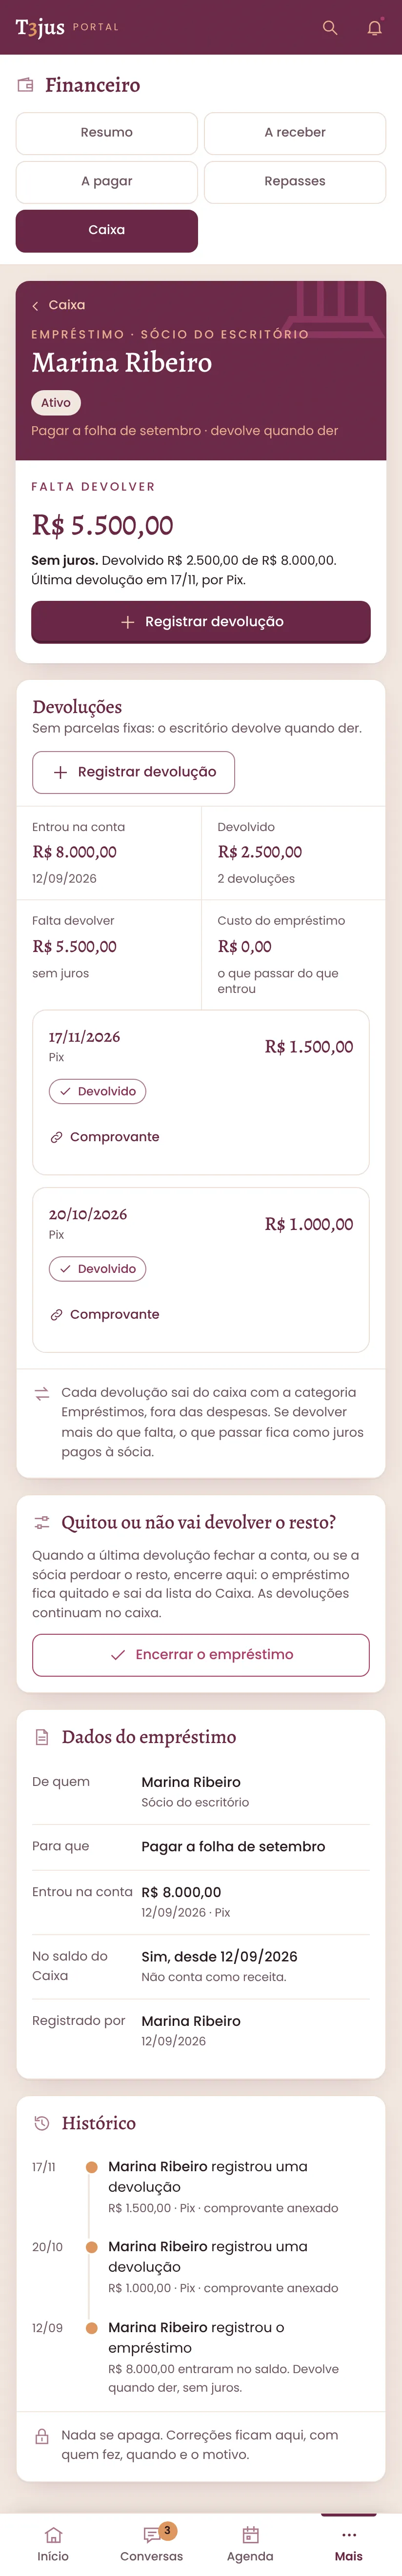 T3jus PORTAL
Financeiro
Resumo
A receber
A pagar
Repasses
Caixa
Caixa
EMPRÉSTIMO · SÓCIO DO ESCRITÓRIO
Marina Ribeiro
Ativo
Pagar a folha de setembro · devolve quando der
FALTA DEVOLVER
R$ 5.500,00
Sem juros. Devolvido R$ 2.500,00 de R$ 8.000,00.
Última devolução em 17/11, por Pix.
Registrar devolução
Devoluções
Sem parcelas fixas: o escritório devolve quando der.
Registrar devolução
Entrou na conta
R$ 8.000,00
12/09/2026
Devolvido
R$ 2.500,00
2 devoluções
Falta devolver
R$ 5.500,00
sem juros
Custo do empréstimo
R$ 0,00
o que passar do que
entrou
17/11/2026
Pix
R$ 1.500,00
Devolvido
Comprovante
20/10/2026
Pix
R$ 1.000,00
Devolvido
Comprovante
Cada devolução sai do caixa com a categoria
Empréstimos, fora das despesas. Se devolver
mais do que falta, o que passar fica como juros
pagos à sócia.
Quitou ou não vai devolver o resto?
Quando a última devolução fechar a conta, ou se a
sócia perdoar o resto, encerre aqui: o empréstimo
fica quitado e sai da lista do Caixa. As devoluções
continuam no caixa.
Encerrar o empréstimo
Dados do empréstimo
De quem
Marina Ribeiro
Sócio do escritório
Para que
Pagar a folha de setembro
Entrou na conta
R$ 8.000,00
12/09/2026 · Pix
No saldo do
Caixa
Sim, desde 12/09/2026
Não conta como receita.
Registrado por
Marina Ribeiro
12/09/2026
Histórico
17/11
Marina Ribeiro registrou uma
devolução
R$ 1.500,00 · Pix · comprovante anexado
20/10
Marina Ribeiro registrou uma
devolução
R$ 1.000,00 · Pix · comprovante anexado
12/09
Marina Ribeiro registrou o
empréstimo
R$ 8.000,00 entraram no saldo. Devolve
quando der, sem juros.
Nada se apaga. Correções ficam aqui, com
quem fez, quando e o motivo.
3
Início
Conversas
Agenda
Mais